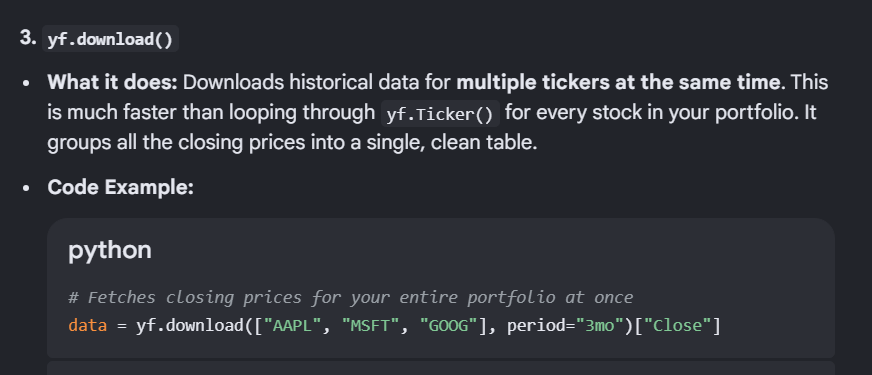 3. yf.download()
• What it does: Downloads historical data for multiple tickers at the same time. This
is much faster than looping through yf.Ticker() for every stock in your portfolio. It
groups all the closing prices into a single, clean table.
• Code Example:
python
# Fetches closing prices for your entire portfolio at once
data = yf.download(["AAPL", "MSFT", "GOOG"], period="3mo")["Close"]